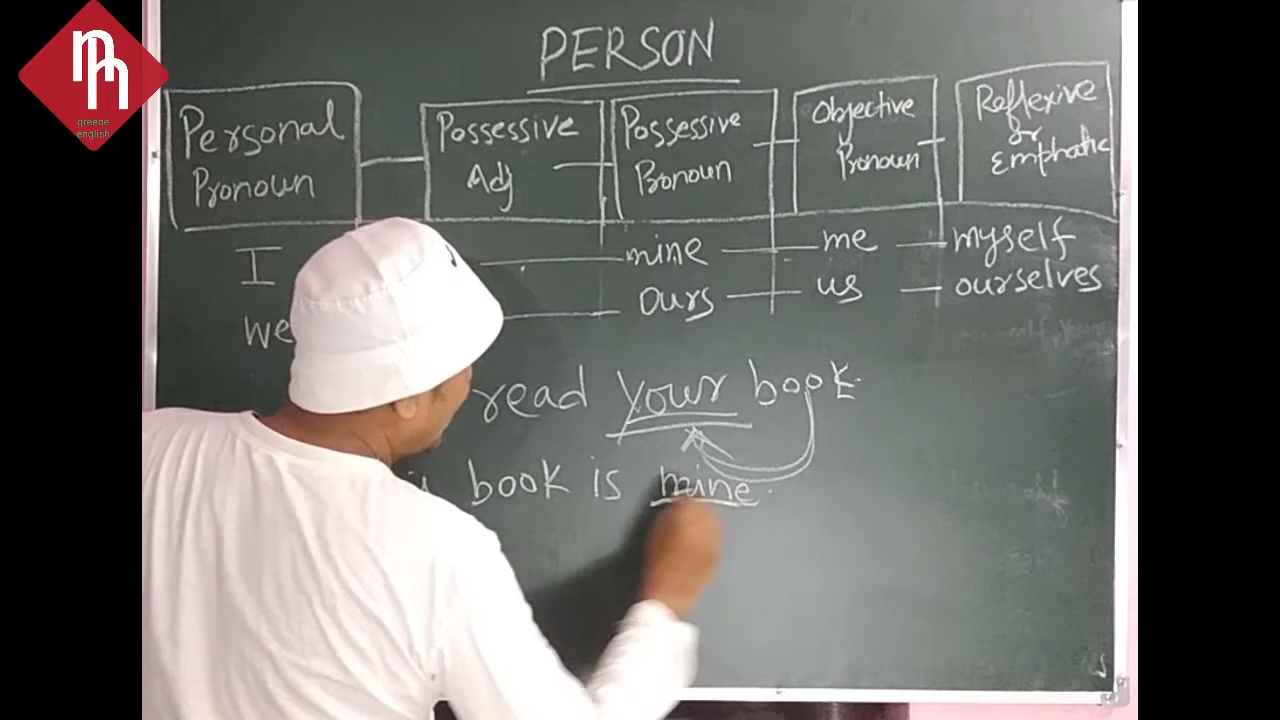 greene
english
PERSON
Personal Pronoun
Possessive Adj
Possessive Pronoun
Objective Pronoun
Reflexive or Emphatic
I mine me myself
We ours us ourselves
read your book.
book is mine.